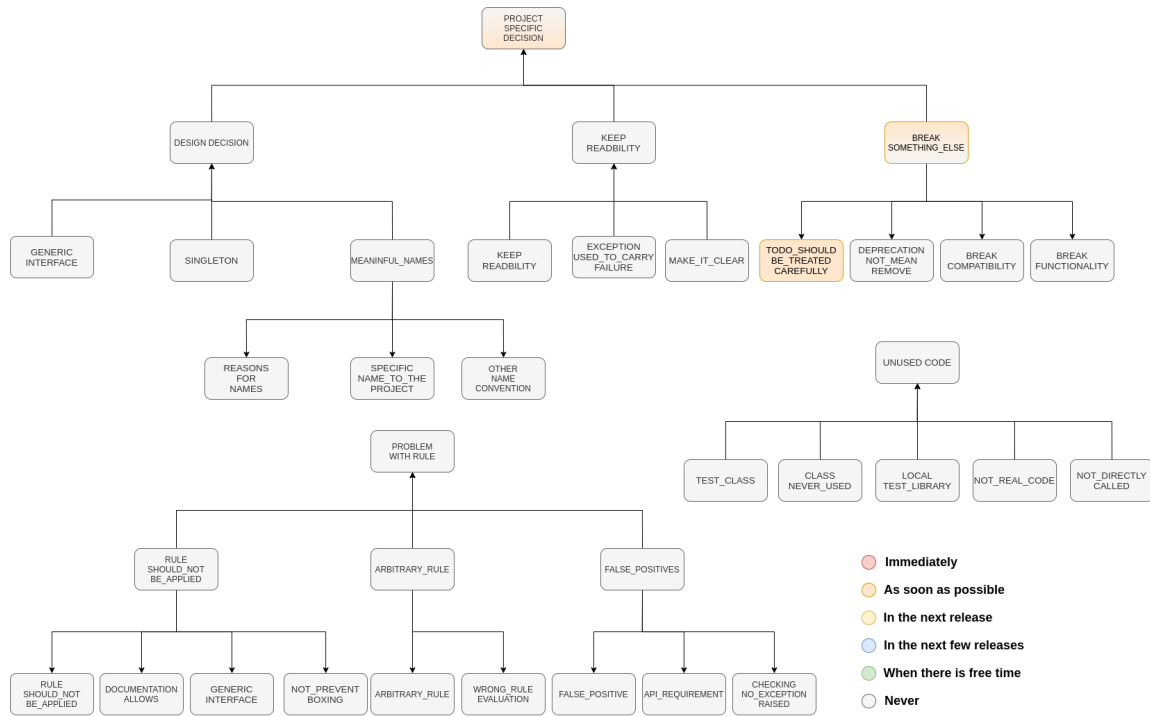 PROJECT
SPECIFIC
DECISION
DESIGN DECISION
KEEP
READBILITY
BREAK
SOMETHING_ELSE
GENERIC
INTERFACE
SINGLETON
MEANINFUL_NAMES
KEEP
READBILITY
EXCEPTION
USED_TO_CARRY
FAILURE
MAKE_IT_CLEAR
TODO_SHOULD
BE_TREATED
CAREFULLY
DEPRECATION
NOT_MEAN
REMOVE
BREAK
COMPATIBILITY
BREAK
FUNCTIONALITY
REASONS
FOR
NAMES
SPECIFIC
NAME_TO_THE
PROJECT
OTHER
NAME
CONVENTION
UNUSED CODE
TEST_CLASS
CLASS
NEVER_USED
LOCAL
TEST_LIBRARY
NOT_REAL_CODE
NOT_DIRECTLY
CALLED
PROBLEM
WITH RULE
RULE
SHOULD_NOT
BE_APPLIED
ARBITRARY_RULE
FALSE_POSITIVES
RULE
SHOULD_NOT
BE_APPLIED
DOCUMENTATION
ALLOWS
GENERIC
INTERFACE
NOT_PREVENT
BOXING
ARBITRARY_RULE
WRONG_RULE
EVALUATION
FALSE_POSITIVE
API_REQUIREMENT
CHECKING
NO_EXCEPTION
RAISED
Immediately
As soon as possible
In the next release
In the next few releases
When there is free time
Never